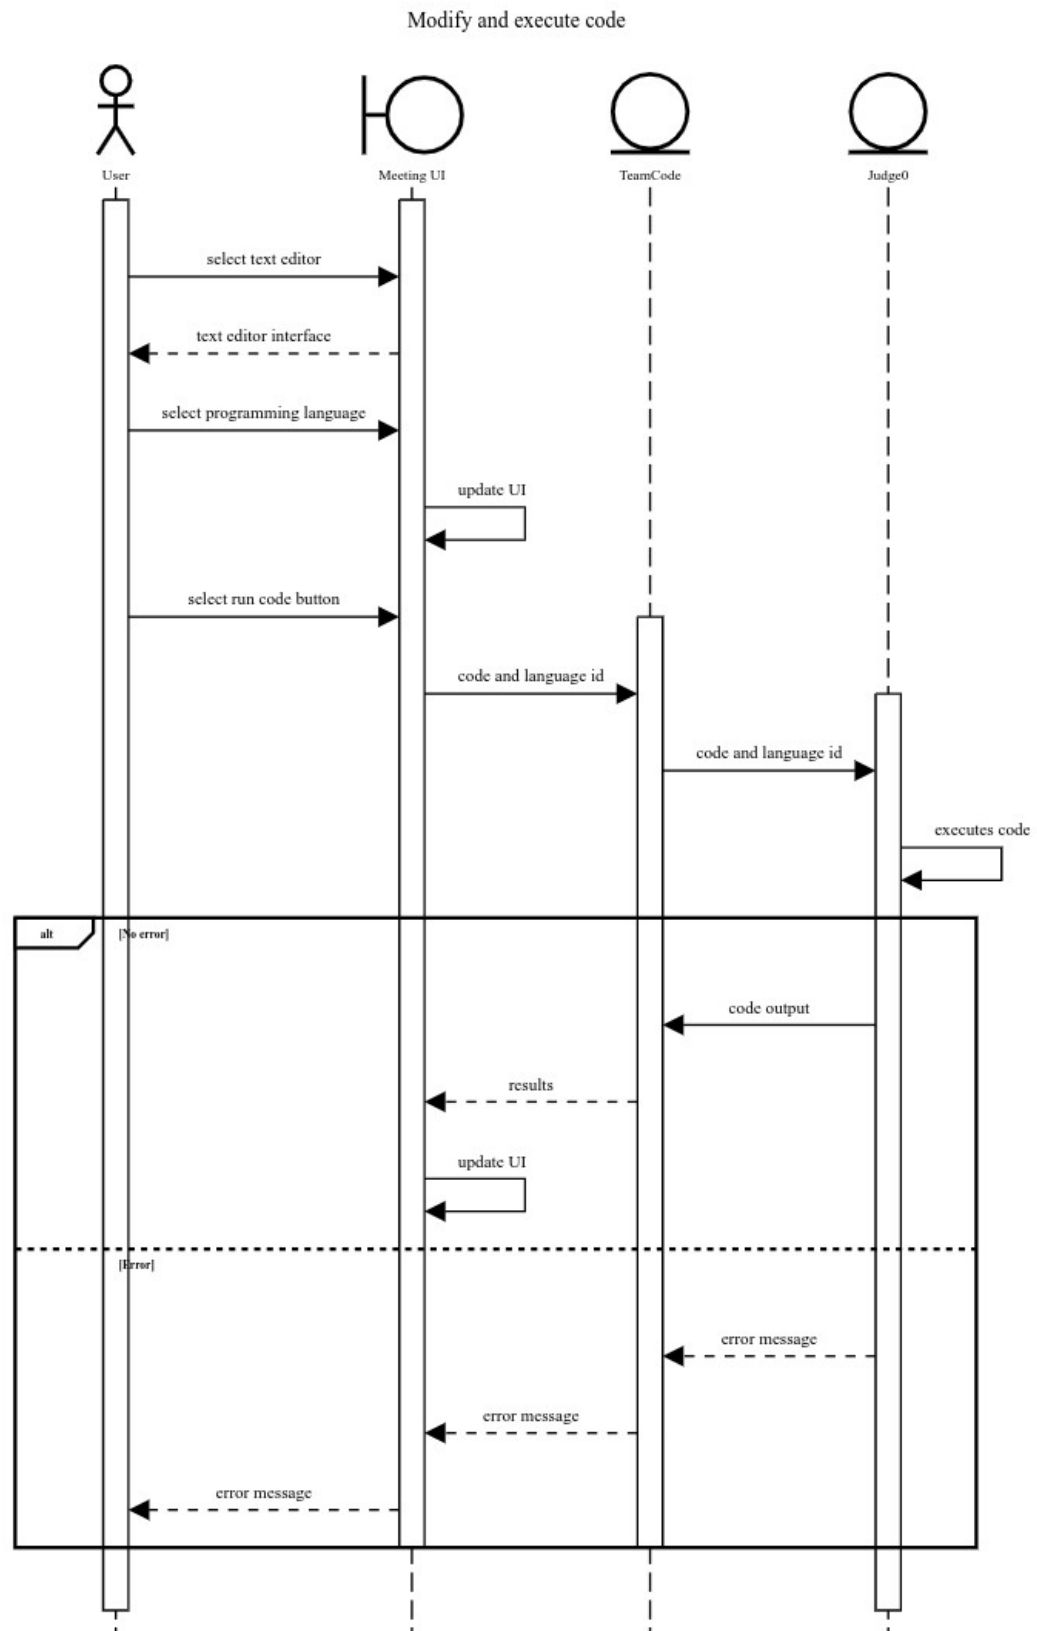 Modify and execute code
User
Meeting UI
TeamCode
Judge0
select text editor
text editor interface
select programming language
update UI
select run code button
code and language id
code and language id
executes code
alt
[No error]
code output
results
update UI
[Error]
error message
error message
error message